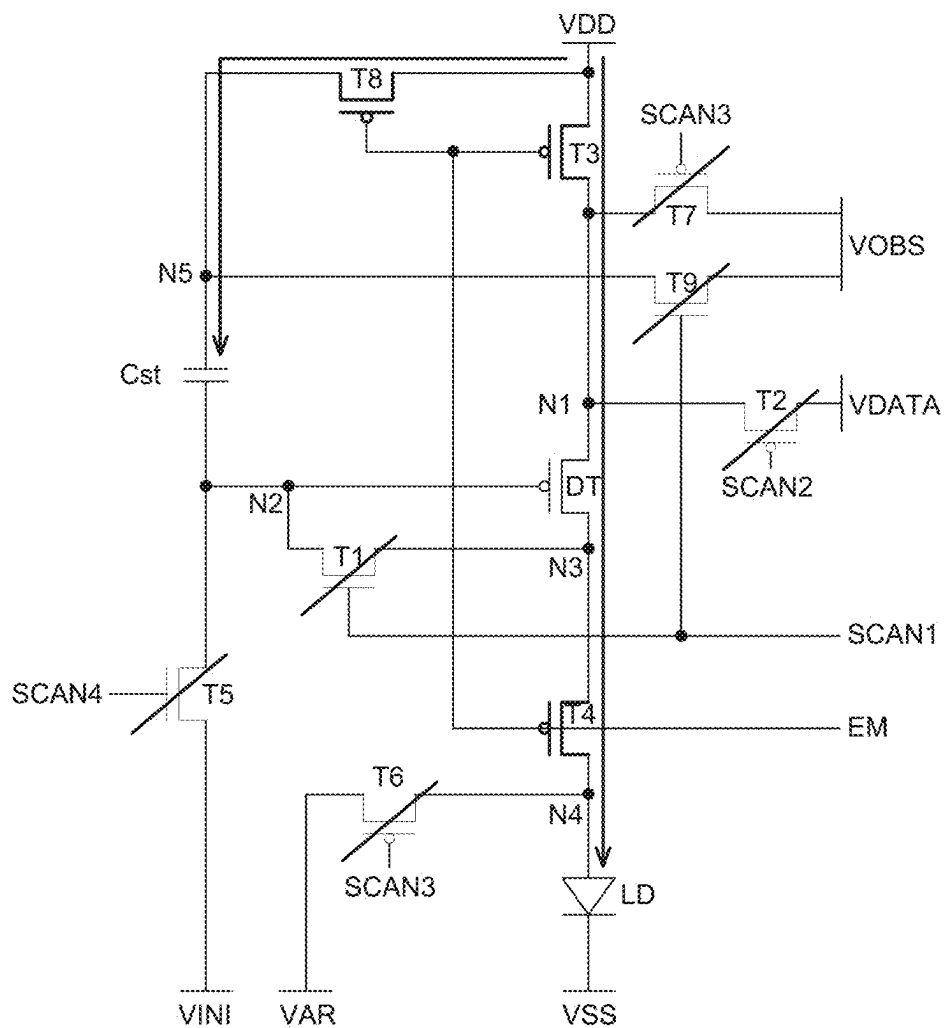 VDD
T8
SCAN3
T3
T7
VOBS
N5
T9
Cst
N1
T2
VDATA
DT
SCAN2
N2
T1
N3
SCAN1
SCAN4
T5
T4
EM
T6
N4
SCAN3
LD
VINI
VAR
VSS